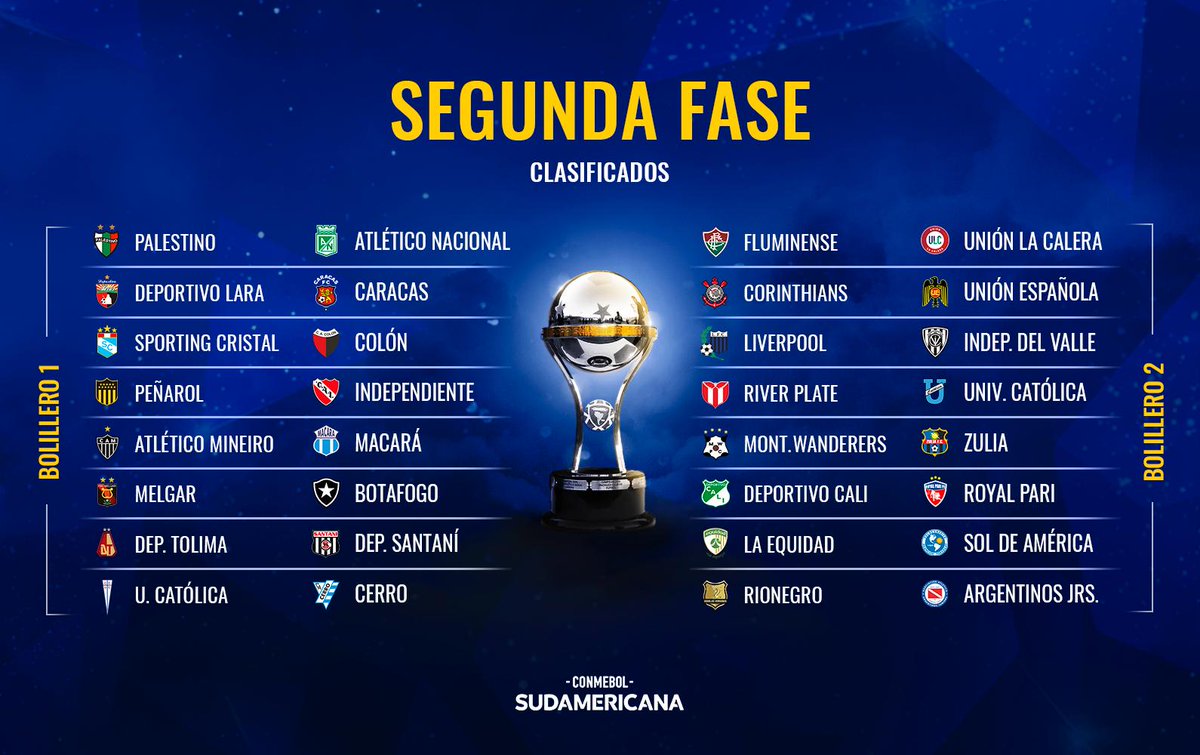 SEGUNDA FASE
CLASIFICADOS
BOLILLERO 1
PALESTINO
DEPORTIVO LARA
SPORTING CRISTAL
PEÑAROL
ATLÉTICO MINEIRO
MELGAR
DEP. TOLIMA
U. CATÓLICA
ATLÉTICO NACIONAL
CARACAS
COLÓN
INDEPENDIENTE
MACARÁ
BOTAFOGO
DEP. SANTANÍ
CERRO
FLUMINENSE
CORINTHIANS
LIVERPOOL
RIVER PLATE
MONT.WANDERERS
DEPORTIVO CALI
LA EQUIDAD
RIONEGRO
UNIÓN LA CALERA
UNIÓN ESPAÑOLA
INDEP. DEL VALLE
UNIV. CATÓLICA
ZULIA
ROYAL PARI
SOL DE AMÉRICA
ARGENTINOS JRS.
BOLILLERO 2
-CONMEBOL-
SUDAMERICANA